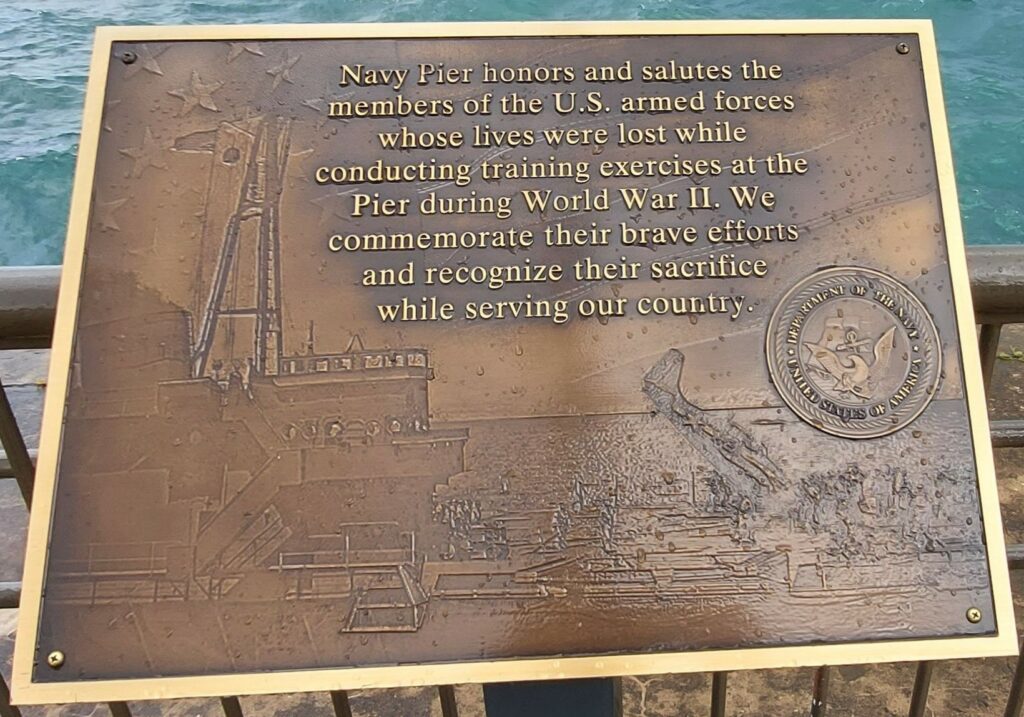 Navy Pier honors and salutes the
members of the U.S. armed forces
whose lives were lost while
conducting training exercises at the
Pier during World War II. We
commemorate their brave efforts
and recognize their sacrifice
while serving our country.
DEPARTMENT OF THE NAVY
UNITED STATES OF AMERICA